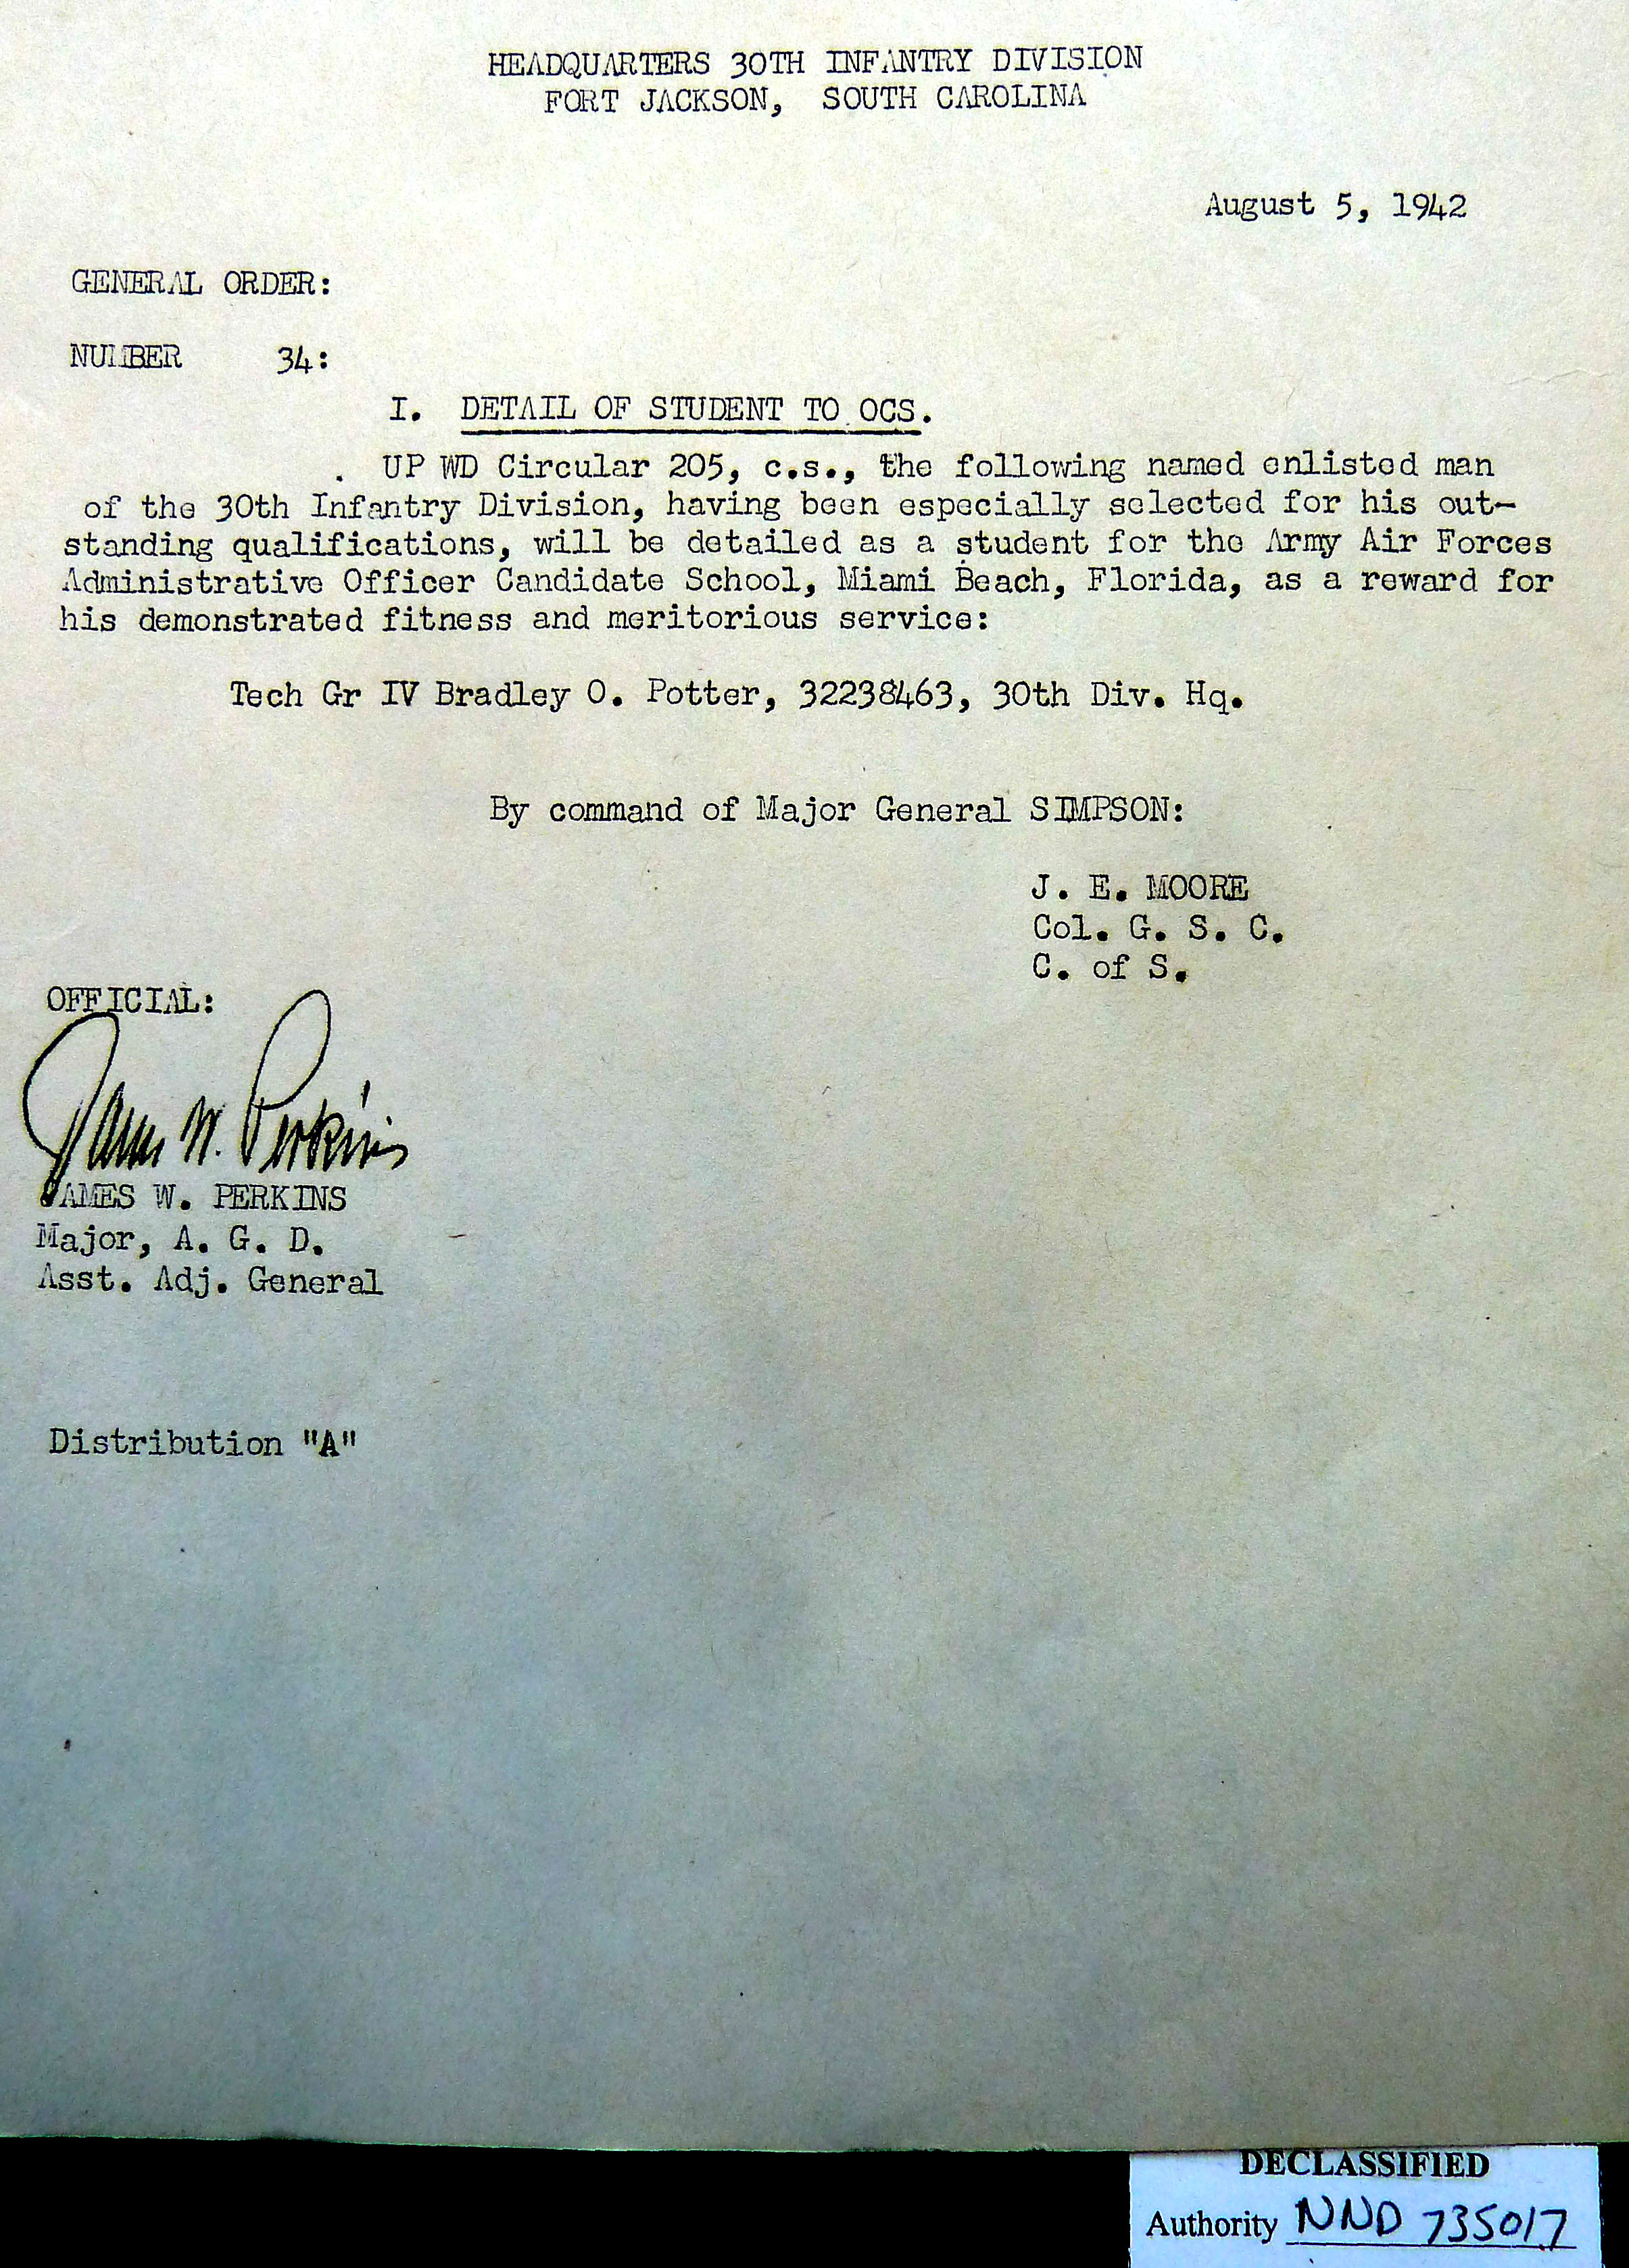 HEADQUARTERS 30TH INFANTRY DIVISION
FORT JACKSON, SOUTH CAROLINA
August 5, 1942
GENERAL ORDER:
NUMBER 34:
I. DETAIL OF STUDENT TO OCS.
UP WD Circular 205, c.s., the following named enlisted man
of the 30th Infantry Division, having been especially selected for his out-
standing qualifications, will be detailed as a student for the Army Air Forces
Administrative Officer Candidate School, Miami Beach, Florida, as a reward for
his demonstrated fitness and meritorious service:
Tech Gr IV Bradley O. Potter, 32238463, 30th Div. Hq.
By command of Major General SIMPSON:
J. E. MOORE
Col. G. S. C.
C. of S.
OFFICIAL:
James W. Perkins
JAMES W. PERKINS
Major, A. G. D.
Asst. Adj. General
Distribution "A"
DECLASSIFIED
Authority NND 735017